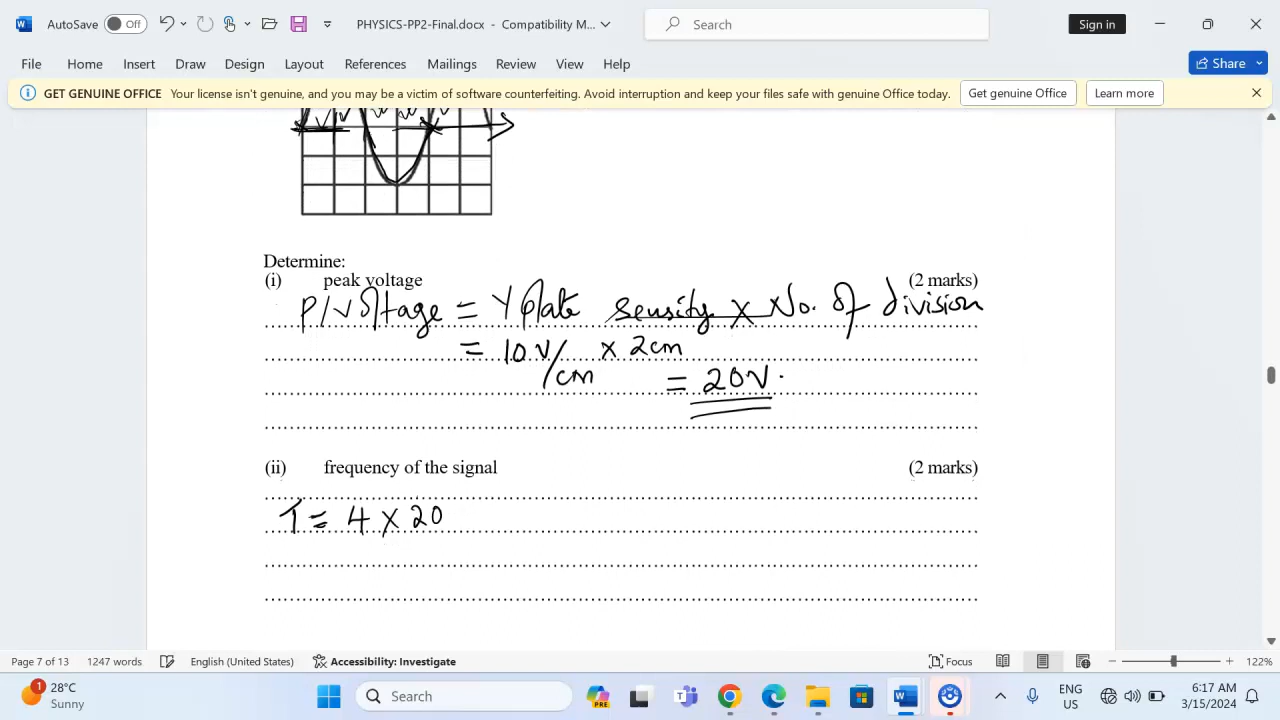 AutoSave Off PHYSICS-PP2-Final.docx - Compatibility M... Search Sign in
File Home Insert Draw Design Layout References Mailings Review View Help Share
GET GENUINE OFFICE Your license isn't genuine, and you may be a victim of software counterfeiting. Avoid interruption and keep your files safe with genuine Office today. Get genuine Office Learn more
Determine:
(i) peak voltage (2 marks)
P/Voltage = Y plate sensity × No. of division
= 10 V/cm × 2cm
= 20V.
(ii) frequency of the signal (2 marks)
T = 4 × 20
Page 7 of 13 1247 words English (United States) Accessibility: Investigate Focus 122%
1 28°C Search PRE ENG 6:17 AM
Sunny US 3/15/2024